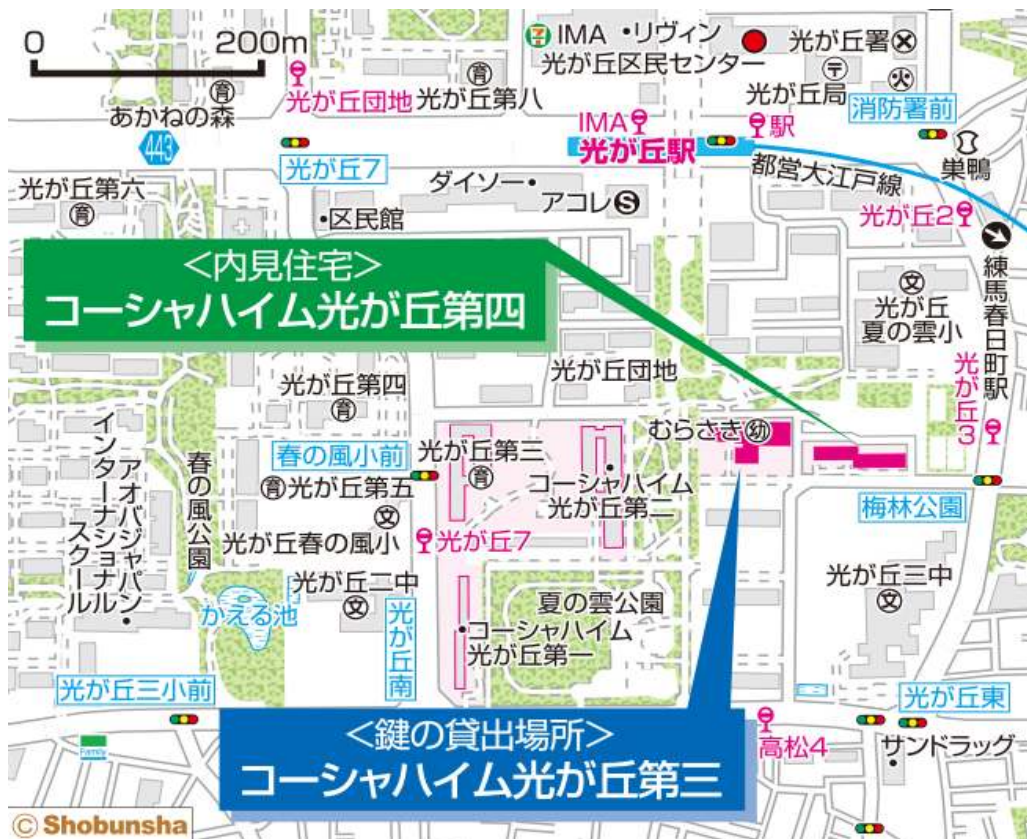 0 200m
IMA ・リヴィン
光が丘区民センター
光が丘署
〒
光が丘局
火
消防署前
育
あかねの森
光が丘団地
育
光が丘第八
IMA
光が丘駅
駅
443
光が丘7
都営大江戸線
巣鴨
光が丘第六
育
ダイソー・
アコレ S
・区民館
光が丘2
練馬春日町駅
<内見住宅>
コーシャハイム光が丘第四
文
光が丘
夏の雲小
光が丘3
光が丘第四
育
光が丘団地
むらさき 幼
春の風小前
光が丘第三
育
育 光が丘第五
文
光が丘春の風小
コーシャハイム
光が丘第二
光が丘7
梅林公園
アオバジャパン
インターナショナル
スクール
春の風公園
かえる池
光が丘二中
文
光が丘南
夏の雲公園
コーシャハイム
光が丘第一
光が丘三中
文
光が丘三小前
光が丘東
Family
<鍵の貸出場所>
コーシャハイム光が丘第三
高松4
サンドラッグ
© Shobunsha